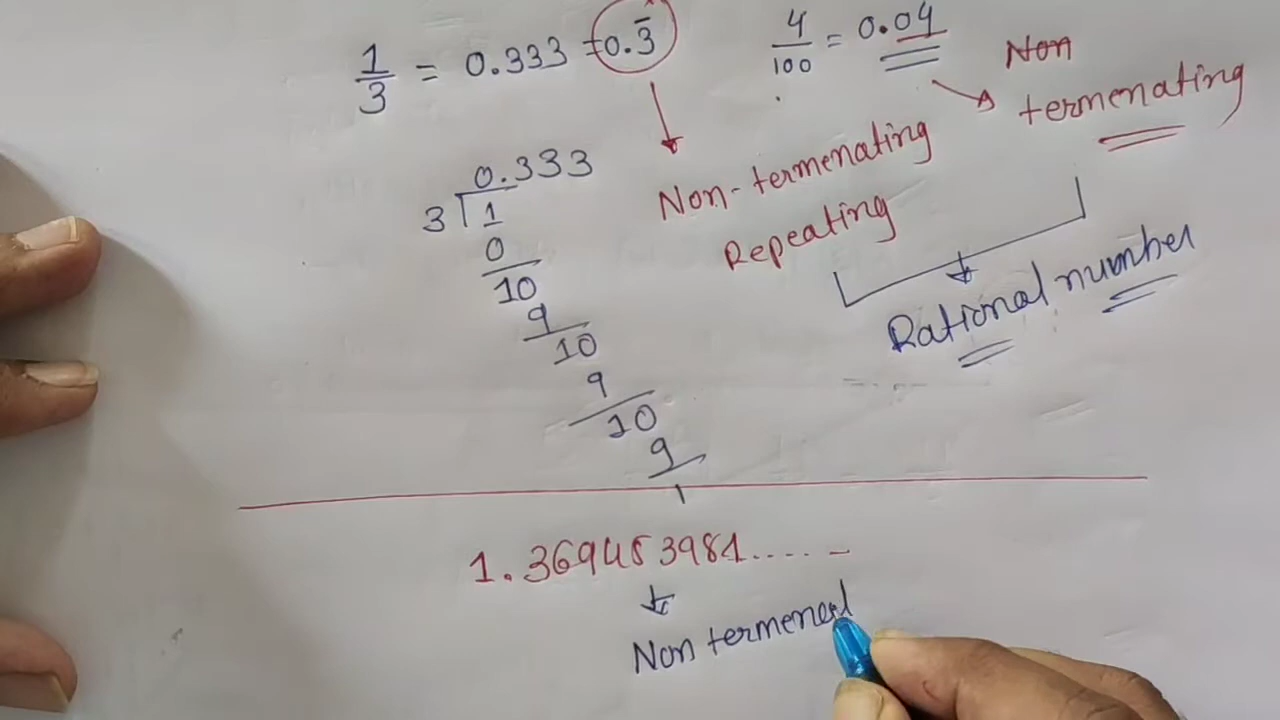 1/3 = 0.333 = 0.3̅
4/100 = 0.04
Non
termenating
Non-termenating
Repeating
Rational number
0.333
3 1
0
10
9
10
9
10
9
1
1.369453981.....
Non termened